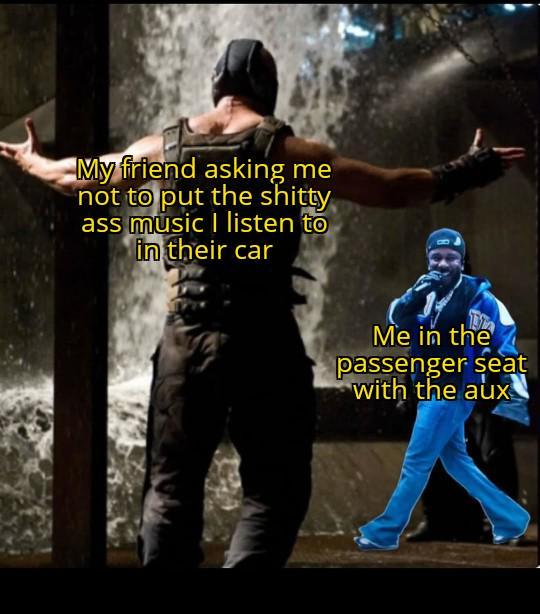 My friend asking me
not to put the shitty
ass music I listen to
in their car
Me in the
passenger seat
with the aux